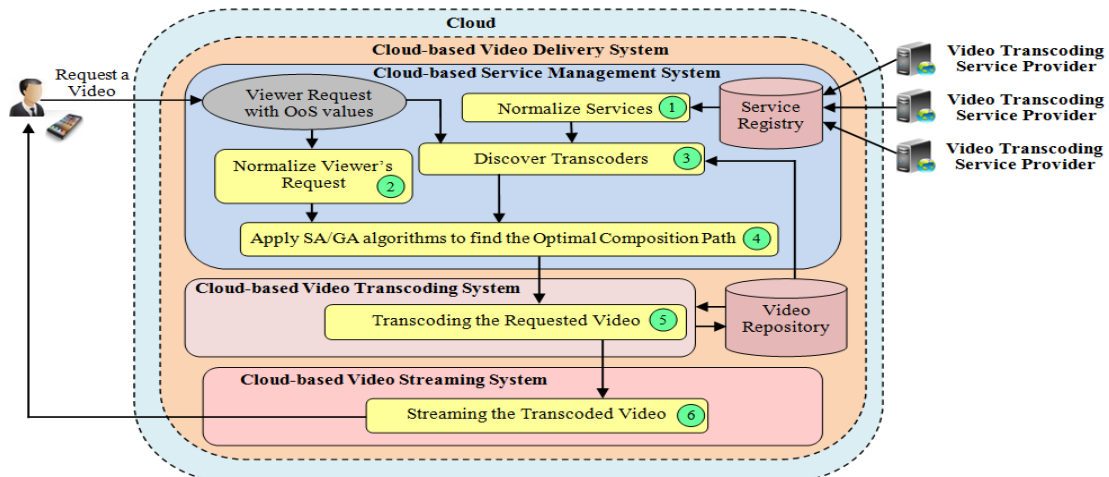 Cloud
Cloud-based Video Delivery System
Cloud-based Service Management System
Request a
Video
Viewer Request
with OoS values
Normalize Services
1
Service
Registry
Video Transcoding
Service Provider
Video Transcoding
Service Provider
Video Transcoding
Service Provider
Normalize Viewer's
Request
2
Discover Transcoders
3
Apply SA/GA algorithms to find the Optimal Composition Path
4
Cloud-based Video Transcoding System
Transcoding the Requested Video
5
Video
Repository
Cloud-based Video Streaming System
Streaming the Transcoded Video
6